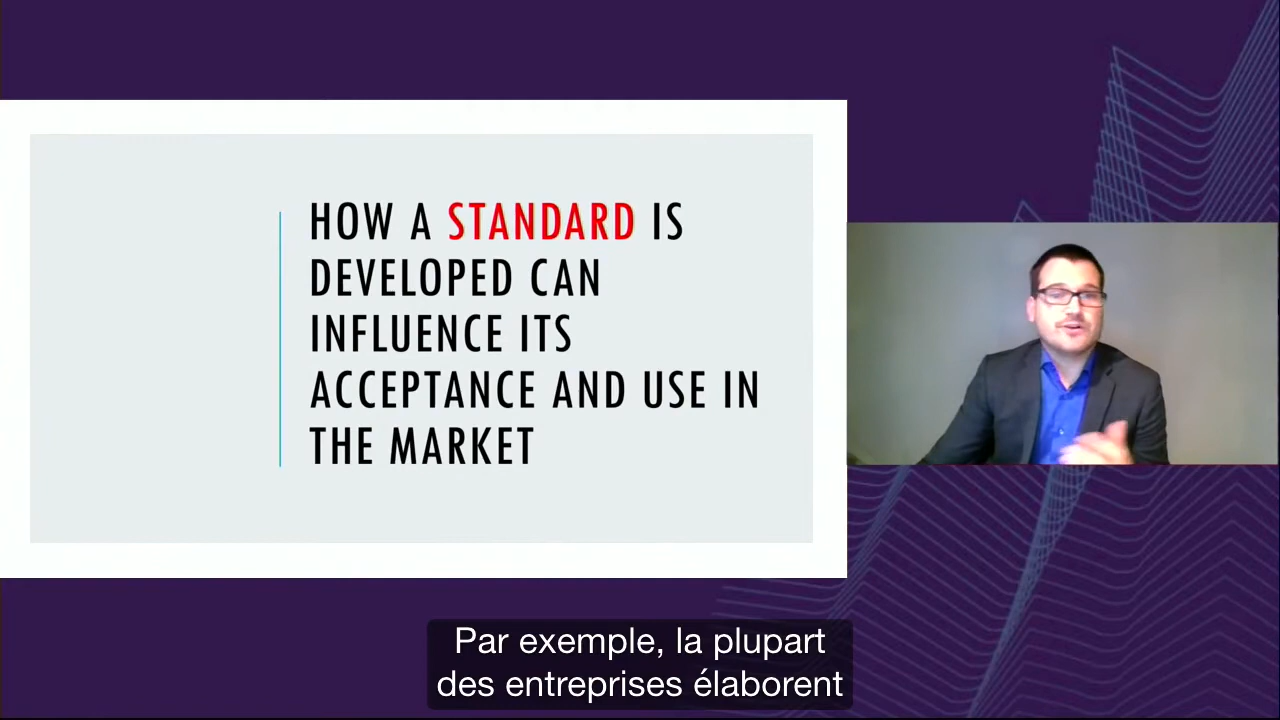 HOW A STANDARD IS
DEVELOPED CAN
INFLUENCE ITS
ACCEPTANCE AND USE IN
THE MARKET
Par exemple, la plupart
des entreprises élaborent